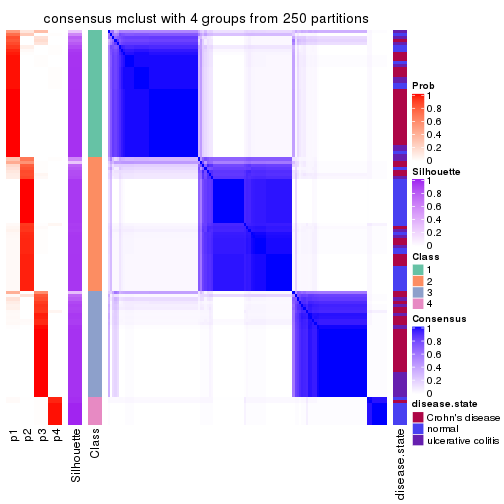 consensus mclust with 4 groups from 250 partitions
Prob
1
0.8
0.6
0.4
0.2
0
Silhouette
1
0.8
0.6
0.4
0.2
0
Class
1
2
3
4
Consensus
1
0.8
0.6
0.4
0.2
0
disease.state
Crohn's disease
normal
ulcerative colitis
p1
p2
p3
p4
Silhouette
Class
disease.state